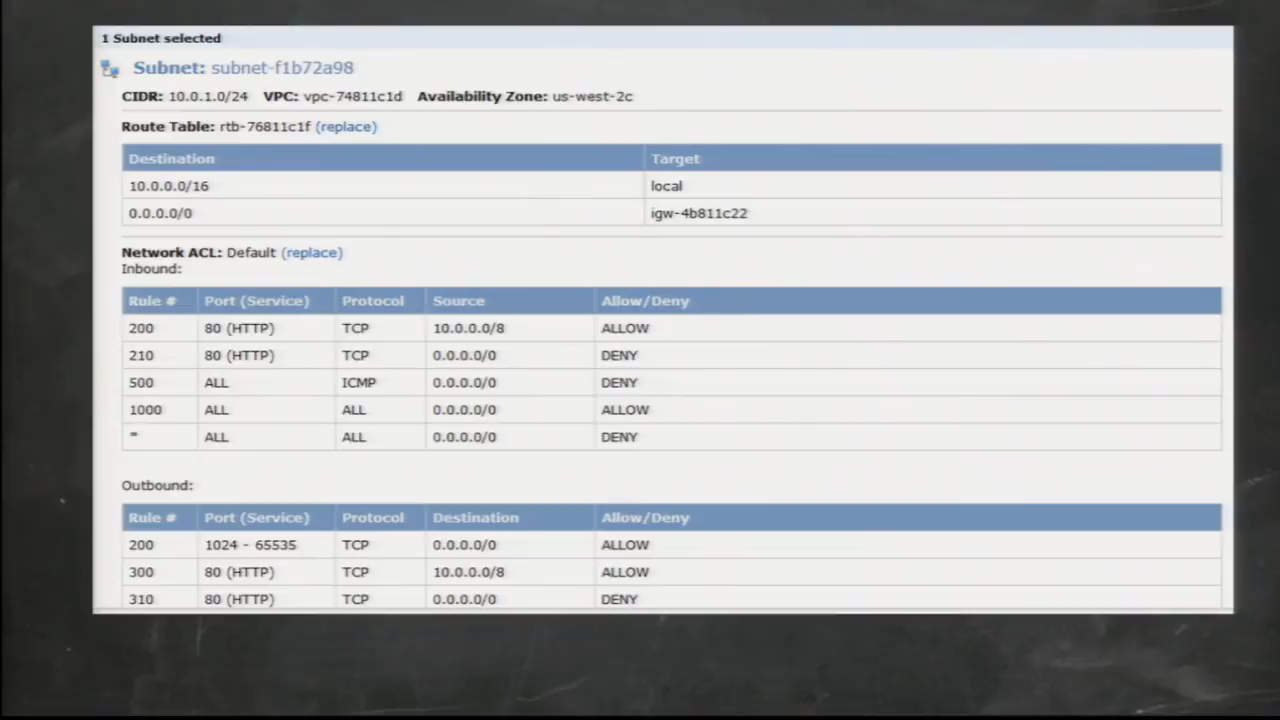 1 Subnet selected
Subnet: subnet-f1b72a98
CIDR: 10.0.1.0/24 VPC: vpc-74811c1d Availability Zone: us-west-2c
Route Table: rtb-76811c1f (replace)
Destination Target
10.0.0.0/16 local
0.0.0.0/0 igw-4b811c22
Network ACL: Default (replace)
Inbound:
Rule # Port (Service) Protocol Source Allow/Deny
200 80 (HTTP) TCP 10.0.0.0/8 ALLOW
210 80 (HTTP) TCP 0.0.0.0/0 DENY
500 ALL ICMP 0.0.0.0/0 DENY
1000 ALL ALL 0.0.0.0/0 ALLOW
* ALL ALL 0.0.0.0/0 DENY
Outbound:
Rule # Port (Service) Protocol Destination Allow/Deny
200 1024 - 65535 TCP 0.0.0.0/0 ALLOW
300 80 (HTTP) TCP 10.0.0.0/8 ALLOW
310 80 (HTTP) TCP 0.0.0.0/0 DENY